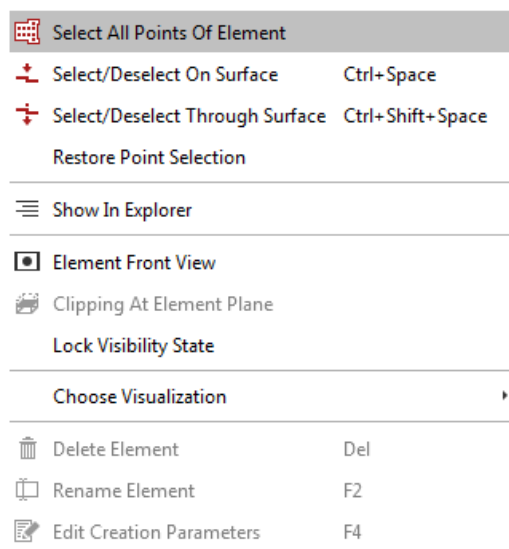 Select All Points Of Element
Select/Deselect On Surface Ctrl+Space
Select/Deselect Through Surface Ctrl+Shift+Space
Restore Point Selection
Show In Explorer
Element Front View
Clipping At Element Plane
Lock Visibility State
Choose Visualization
Delete Element Del
Rename Element F2
Edit Creation Parameters F4